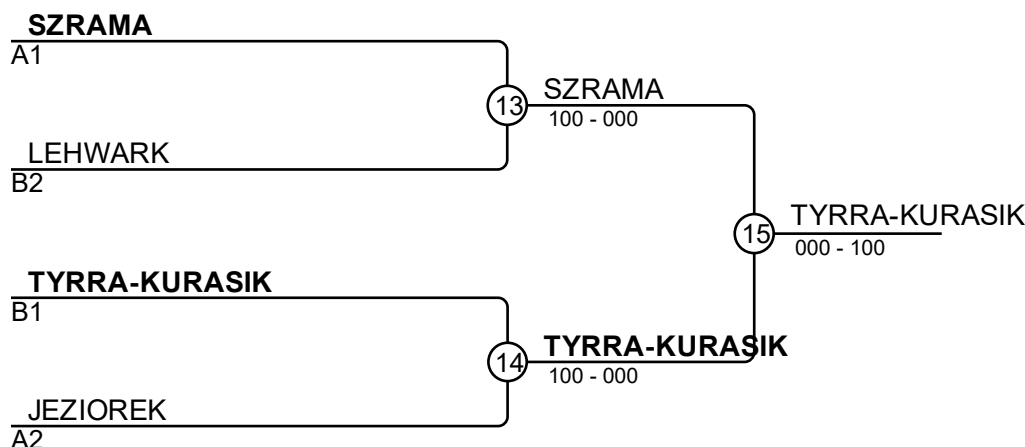 SZRAMA
A1
13
SZRAMA
100 - 000
LEHWARK
B2
15
TYRRA-KURASIK
000 - 100
TYRRA-KURASIK
B1
14
TYRRA-KURASIK
100 - 000
JEZIOREK
A2